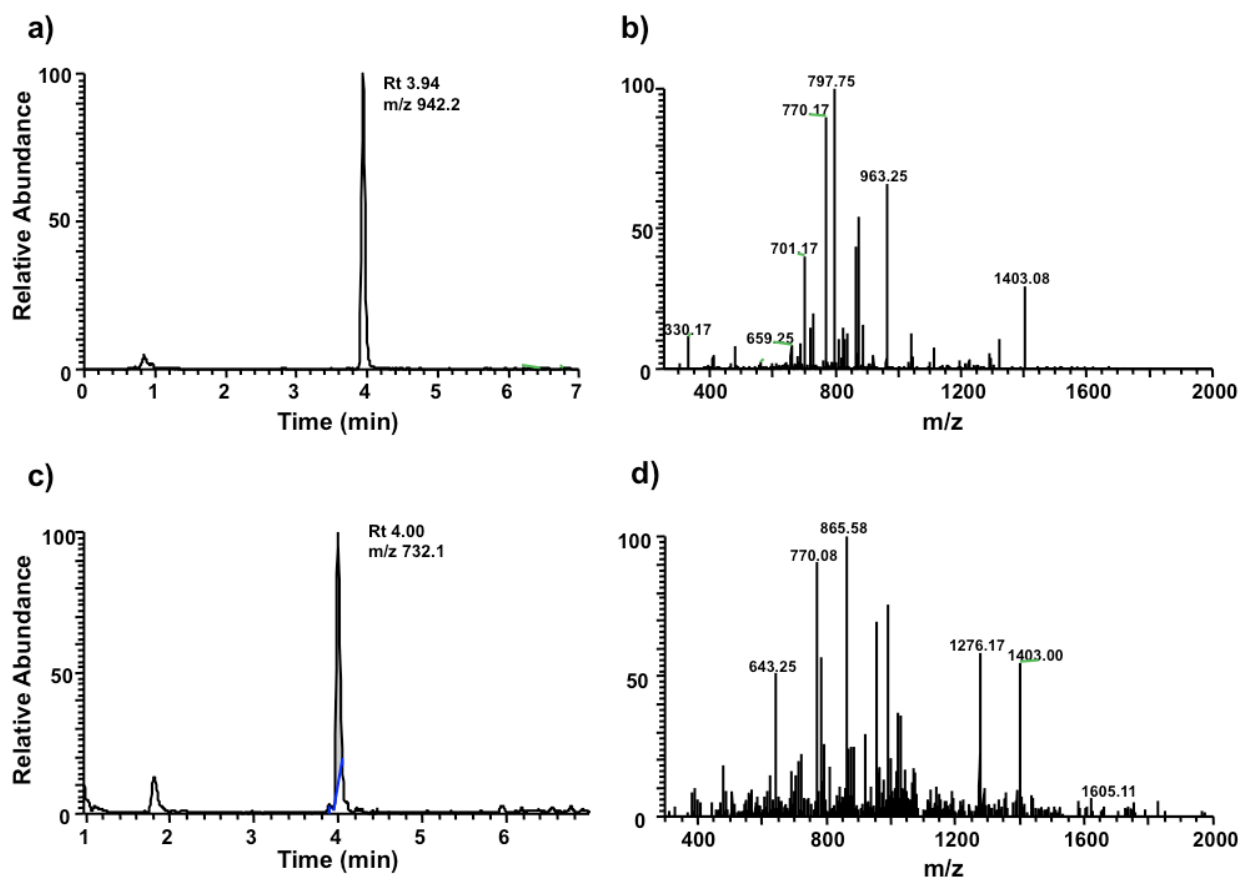 a)
Relative Abundance
100
50
0
Rt 3.94
m/z 942.2
0 1 2 3 4 5 6 7
Time (min)
b)
100
50
0
797.75
770.17
963.25
701.17
1403.08
330.17
659.25
400 800 1200 1600 2000
m/z
c)
Relative Abundance
100
50
0
Rt 4.00
m/z 732.1
1 2 3 4 5 6
Time (min)
d)
100
50
0
865.58
770.08
643.25
1276.17
1403.00
1605.11
400 800 1200 1600 2000
m/z